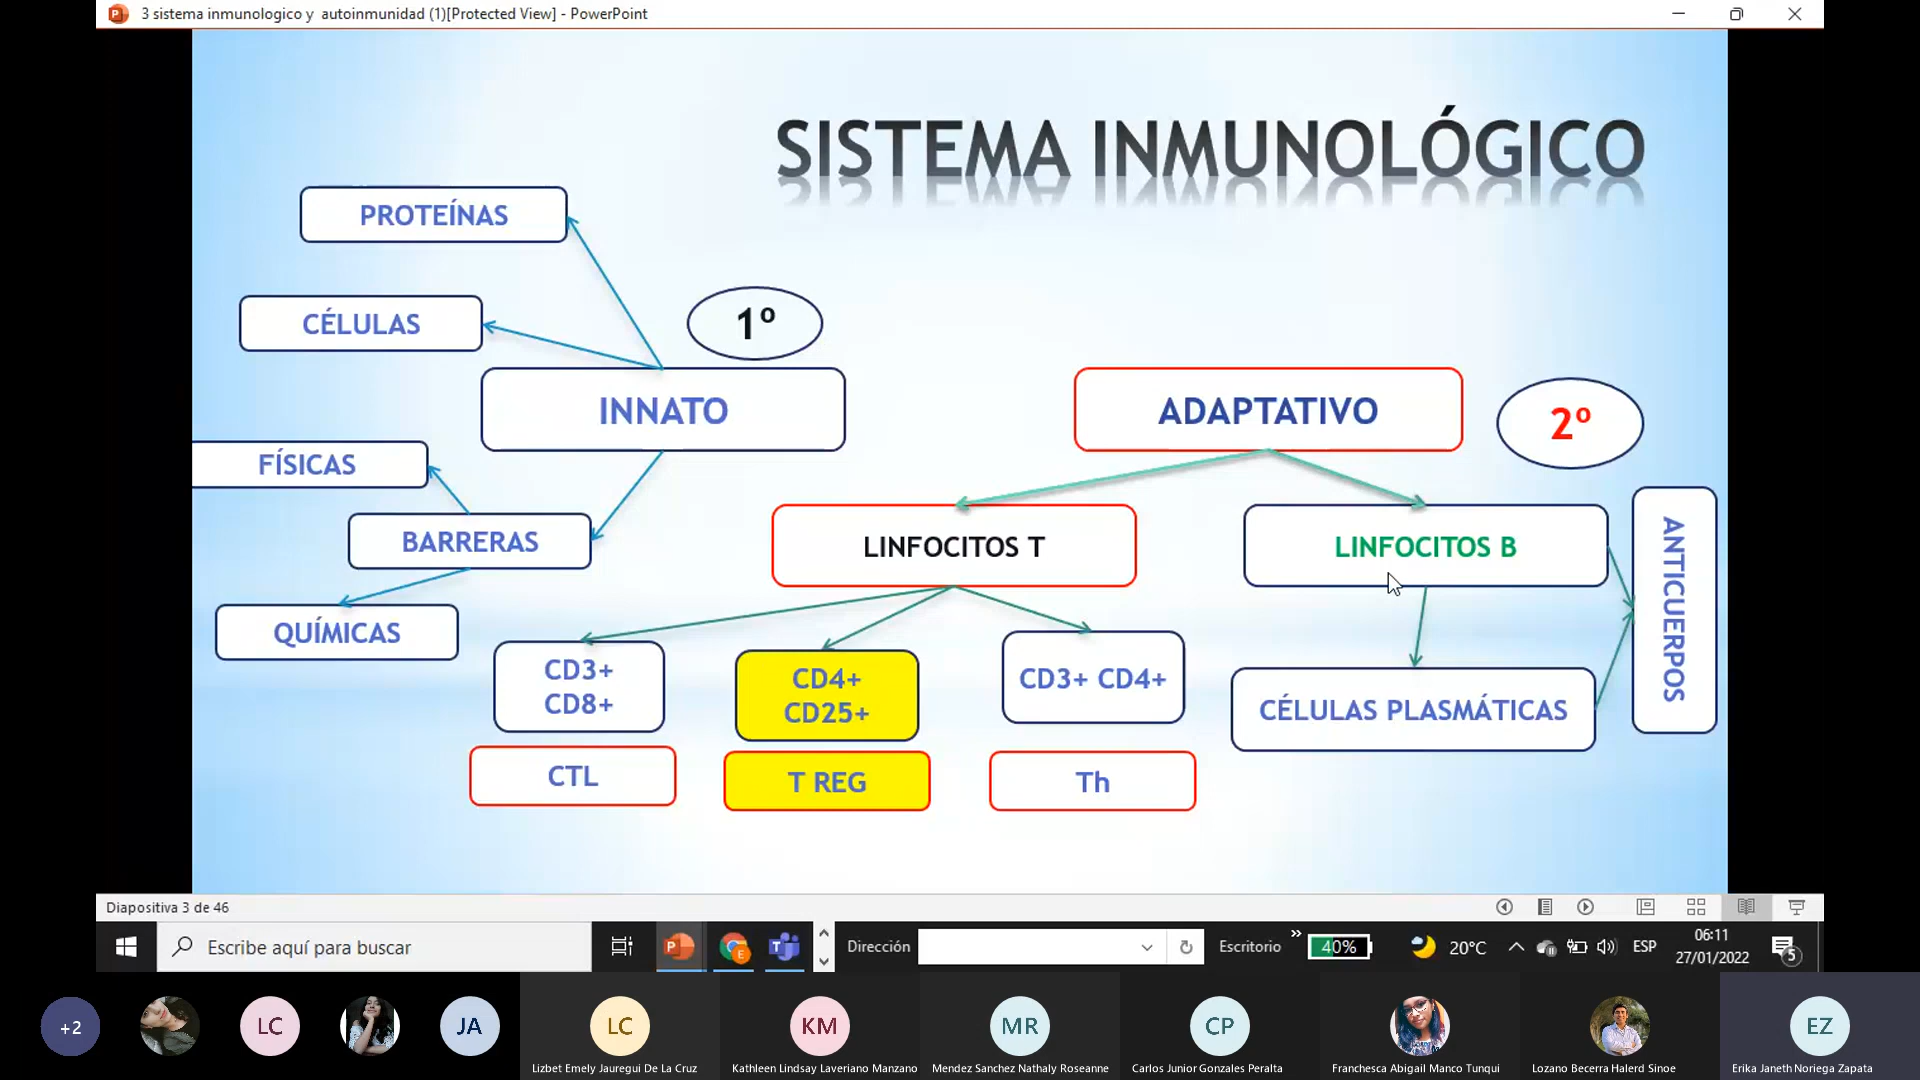 3 sistema inmunologico y  autoinmunidad (1)[Protected View] - PowerPoint
SISTEMA INMUNOLÓGICO
PROTEÍNAS
CÉLULAS
1º
INNATO
ADAPTATIVO
2º
FÍSICAS
BARRERAS
QUÍMICAS
LINFOCITOS T
LINFOCITOS B
ANTICUERPOS
CD3+
CD8+
CD4+
CD25+
CD3+ CD4+
CÉLULAS PLASMÁTICAS
CTL
T REG
Th
Diapositiva 3 de 46
Escribe aquí para buscar
Dirección
Escritorio
»
40%
20°C
ESP
06:11
27/01/2022
5
+2
LC
JA
LC
KM
MR
CP
EZ
Lizbet Emely Jauregui De La Cruz
Kathleen Lindsay Laveriano Manzano
Mendez Sanchez Nathaly Roseanne
Carlos Junior Gonzales Peralta
Franchesca Abigail Manco Tunqui
Lozano Becerra Halerd Sinoe
Erika Janeth Noriega Zapata